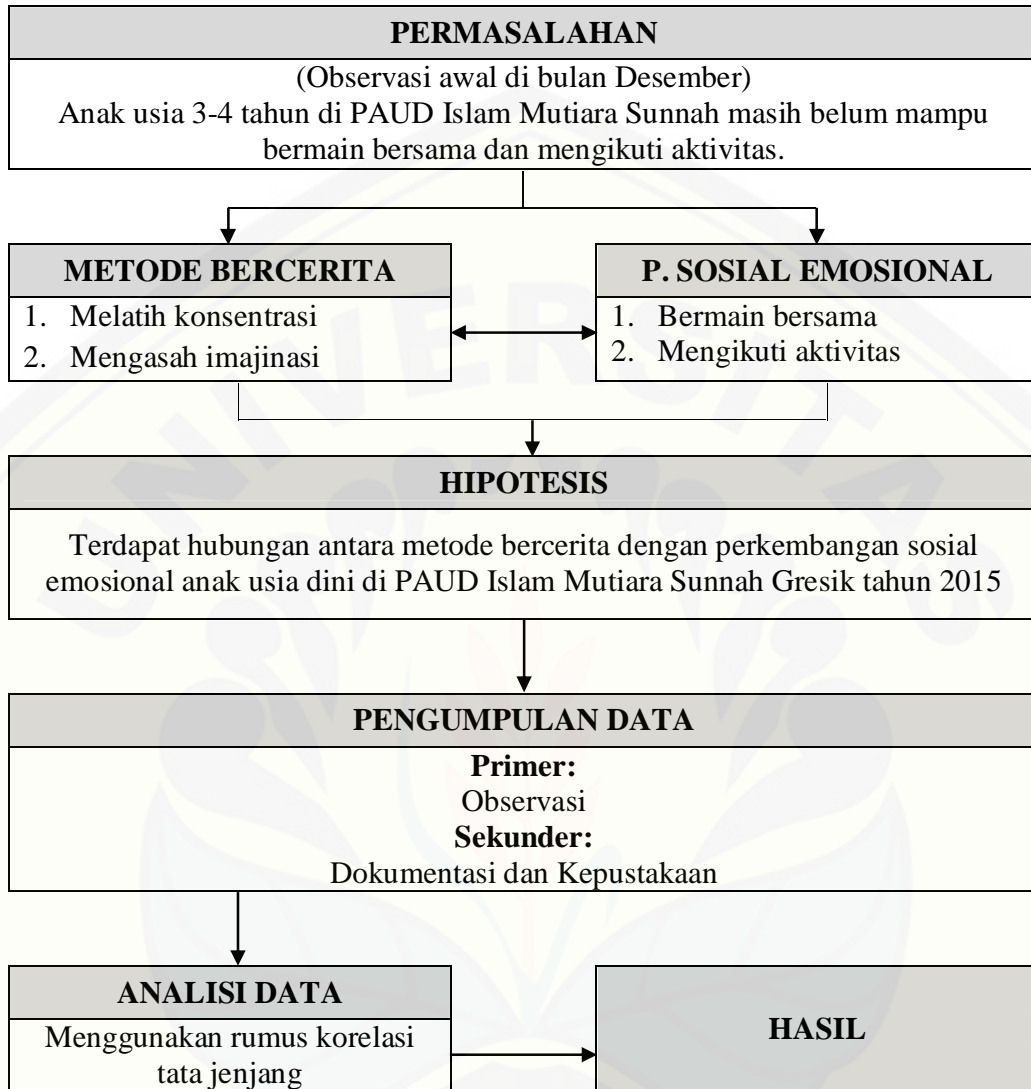 PERMASALAHAN
(Observasi awal di bulan Desember)
Anak usia 3-4 tahun di PAUD Islam Mutiara Sunnah masih belum mampu
bermain bersama dan mengikuti aktivitas.
METODE BERCERITA
1. Melatih konsentrasi
2. Mengasah imajinasi
P. SOSIAL EMOSIONAL
1. Bermain bersama
2. Mengikuti aktivitas
HIPOTESIS
Terdapat hubungan antara metode bercerita dengan perkembangan sosial
emosional anak usia dini di PAUD Islam Mutiara Sunnah Gresik tahun 2015
PENGUMPULAN DATA
Primer:
Observasi
Sekunder:
Dokumentasi dan Kepustakaan
ANALISI DATA
Menggunakan rumus korelasi
tata jenjang
HASIL
UNIVERSITAS